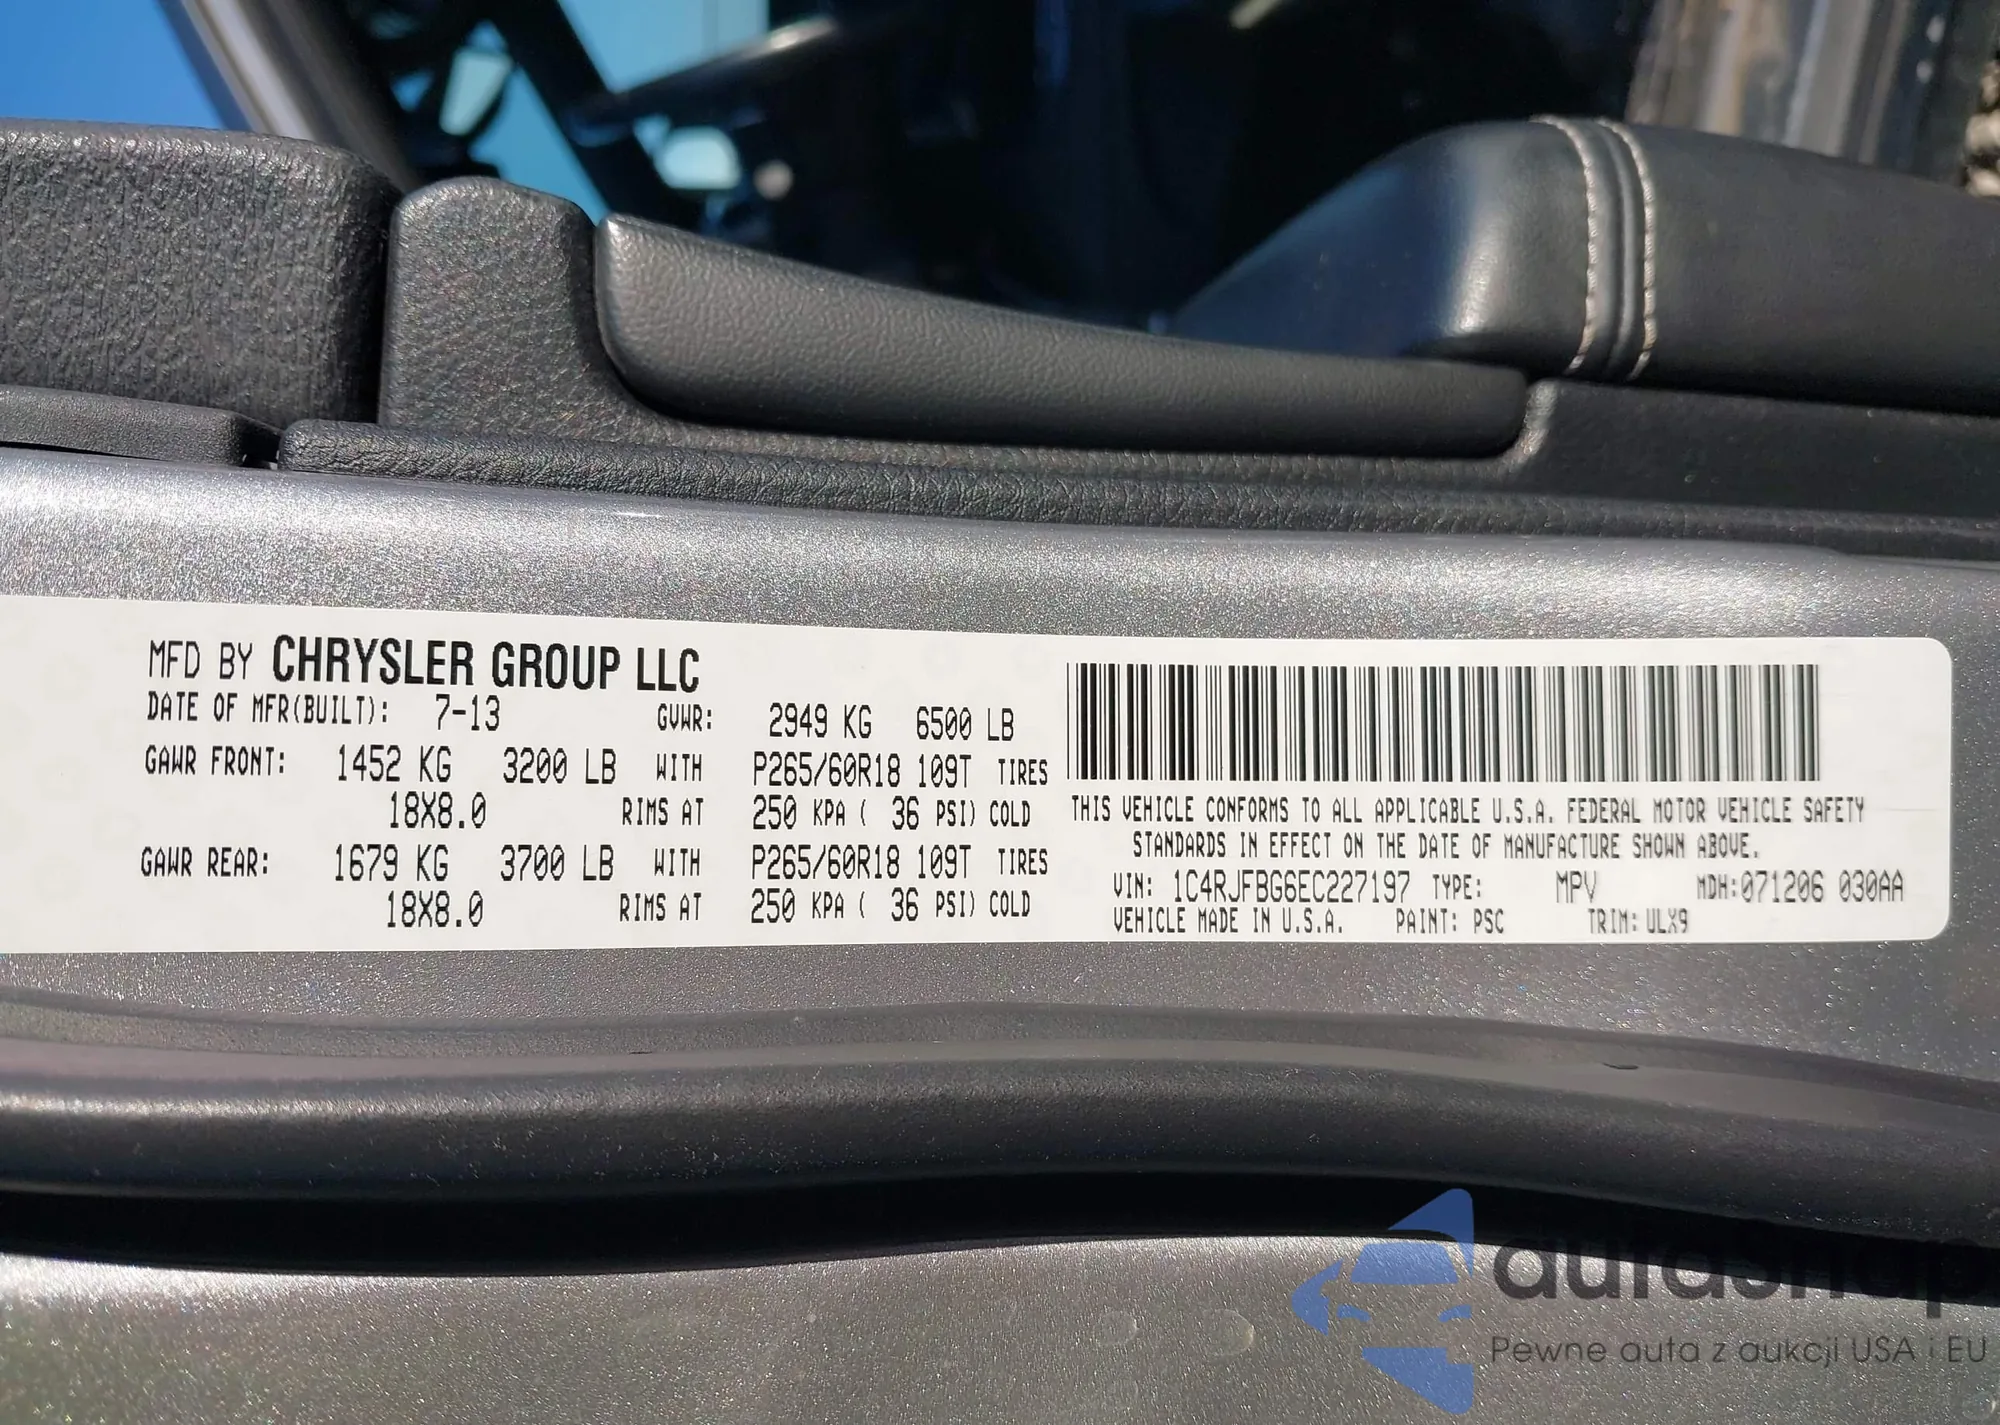 MFD BY CHRYSLER GROUP LLC
DATE OF MFR(BUILT): 7-13 GVWR: 2949 KG 6500 LB
GAWR FRONT: 1452 KG 3200 LB WITH P265/60R18 109T TIRES
18X8.0 RIMS AT 250 KPA ( 36 PSI) COLD
GAWR REAR: 1679 KG 3700 LB WITH P265/60R18 109T TIRES
18X8.0 RIMS AT 250 KPA ( 36 PSI) COLD
THIS VEHICLE CONFORMS TO ALL APPLICABLE U.S.A. FEDERAL MOTOR VEHICLE SAFETY
STANDARDS IN EFFECT ON THE DATE OF MANUFACTURE SHOWN ABOVE.
VIN: 1C4RJFBG6EC227197 TYPE: MPV MDH:071206 030AA
VEHICLE MADE IN U.S.A. PAINT: PSC TRIM: ULX9
autashop
Pewne auta z aukcji USA i EU